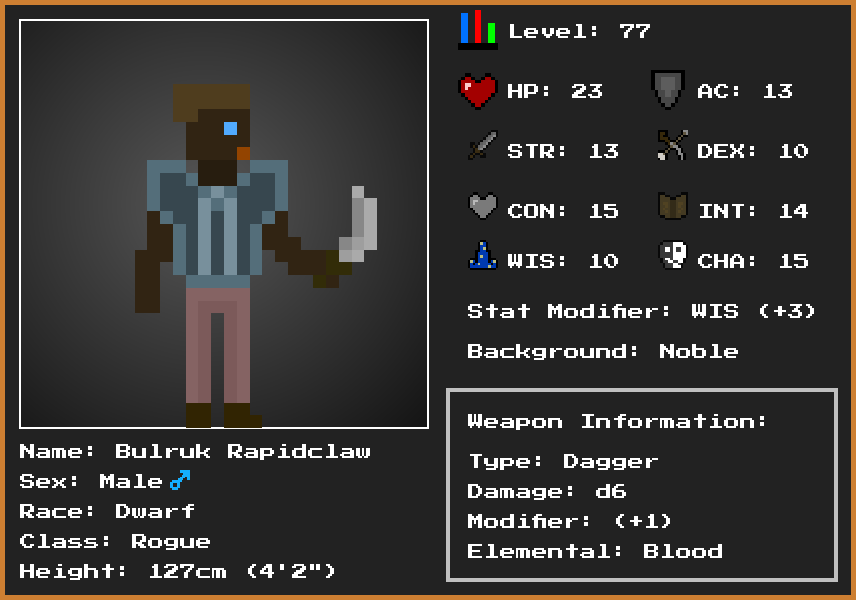 Level: 77
HP: 23
AC: 13
STR: 13
DEX: 10
CON: 15
INT: 14
WIS: 10
CHA: 15
Stat Modifier: WIS (+3)
Background: Noble
Weapon Information:
Type: Dagger
Damage: d6
Modifier: (+1)
Elemental: Blood
Name: Bulruk Rapidclaw
Sex: Male♂
Race: Dwarf
Class: Rogue
Height: 127cm (4'2")